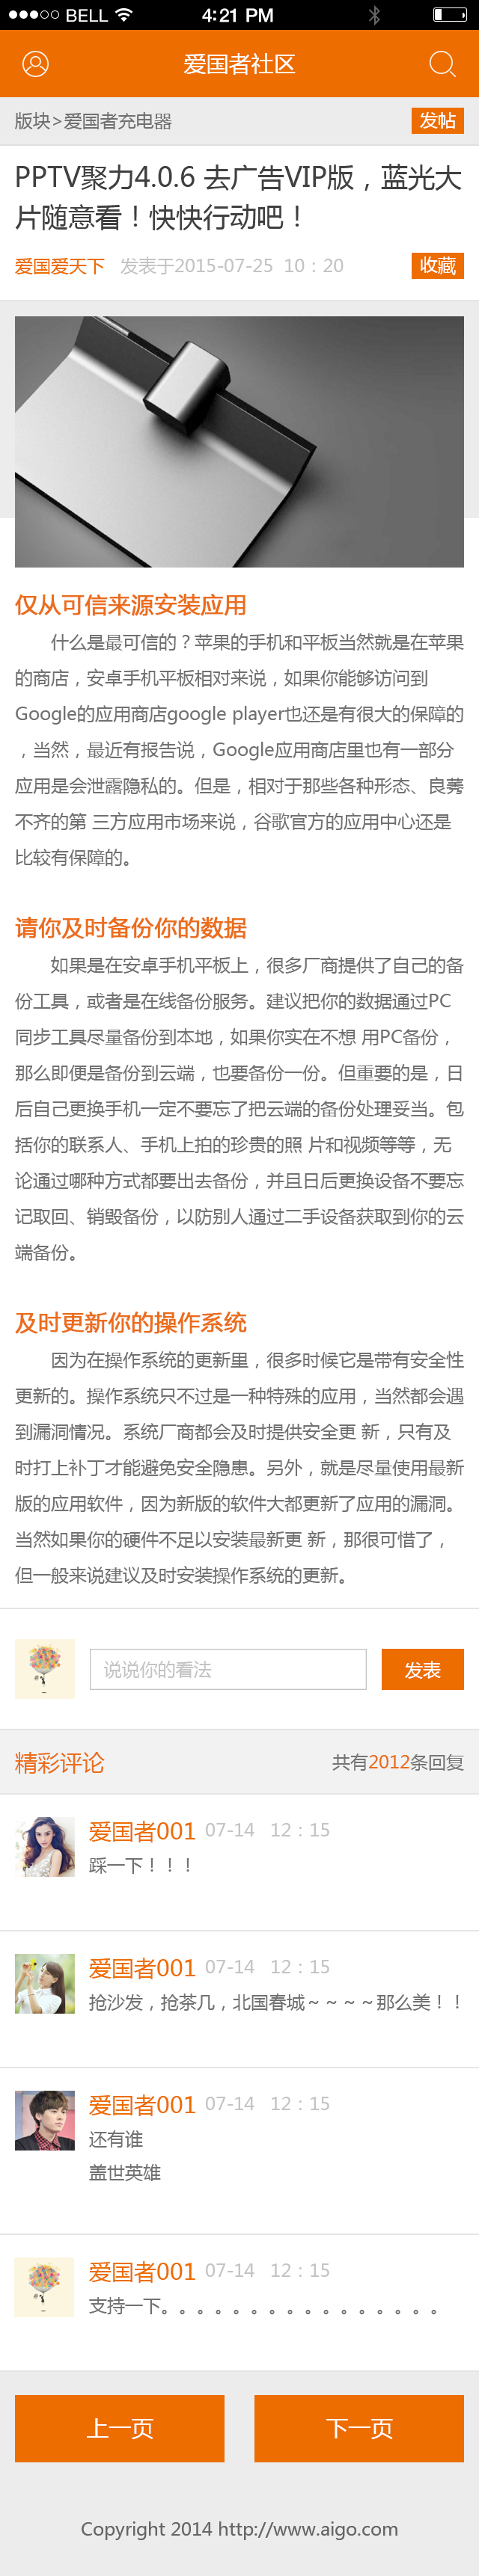 BELL 4:21 PM
爱国者社区
版块>爱国者充电器 发帖
PPTV聚力4.0.6 去广告VIP版，蓝光大
片随意看！快快行动吧！
爱国爱天下 发表于2015-07-25 10：20 收藏
仅从可信来源安装应用
什么是最可信的？苹果的手机和平板当然就是在苹果
的商店，安卓手机平板相对来说，如果你能够访问到
Google的应用商店google player也还是有很大的保障的
，当然，最近有报告说，Google应用商店里也有一部分
应用是会泄露隐私的。但是，相对于那些各种形态、良莠
不齐的第 三方应用市场来说，谷歌官方的应用中心还是
比较有保障的。
请你及时备份你的数据
如果是在安卓手机平板上，很多厂商提供了自己的备
份工具，或者是在线备份服务。建议把你的数据通过PC
同步工具尽量备份到本地，如果你实在不想 用PC备份，
那么即便是备份到云端，也要备份一份。但重要的是，日
后自己更换手机一定不要忘了把云端的备份处理妥当。包
括你的联系人、手机上拍的珍贵的照 片和视频等等，无
论通过哪种方式都要出去备份，并且日后更换设备不要忘
记取回、销毁备份，以防别人通过二手设备获取到你的云
端备份。
及时更新你的操作系统
因为在操作系统的更新里，很多时候它是带有安全性
更新的。操作系统只不过是一种特殊的应用，当然都会遇
到漏洞情况。系统厂商都会及时提供安全更 新，只有及
时打上补丁才能避免安全隐患。另外，就是尽量使用最新
版的应用软件，因为新版的软件大都更新了应用的漏洞。
当然如果你的硬件不足以安装最新更 新，那很可惜了，
但一般来说建议及时安装操作系统的更新。
说说你的看法 发表
精彩评论 共有2012条回复
爱国者001 07-14 12：15
踩一下！！！
爱国者001 07-14 12：15
抢沙发，抢茶几，北国春城～～～～那么美！！
爱国者001 07-14 12：15
还有谁
盖世英雄
爱国者001 07-14 12：15
支持一下。。。。。。。。。。。。。。。。
上一页 下一页
Copyright 2014 http://www.aigo.com